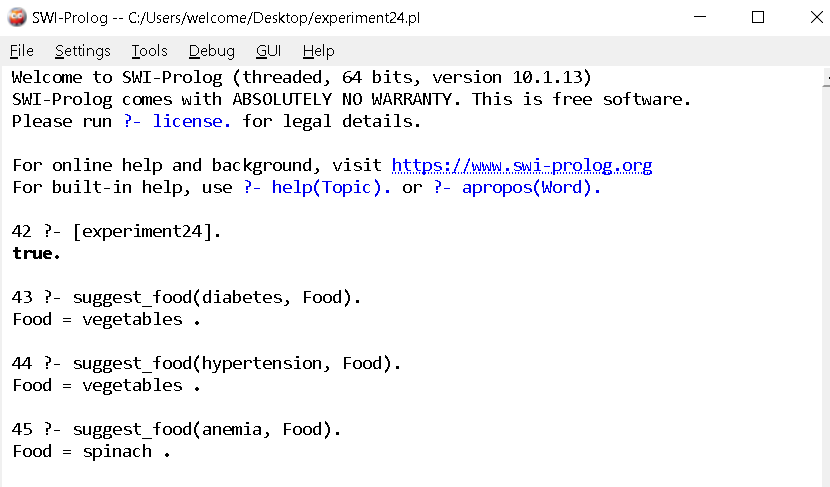 SWI-Prolog -- C:/Users/welcome/Desktop/experiment24.pl
File Settings Tools Debug GUI Help
Welcome to SWI-Prolog (threaded, 64 bits, version 10.1.13)
SWI-Prolog comes with ABSOLUTELY NO WARRANTY. This is free software.
Please run ?- license. for legal details.
For online help and background, visit https://www.swi-prolog.org
For built-in help, use ?- help(Topic). or ?- apropos(Word).
42 ?- [experiment24].
true.
43 ?- suggest_food(diabetes, Food).
Food = vegetables .
44 ?- suggest_food(hypertension, Food).
Food = vegetables .
45 ?- suggest_food(anemia, Food).
Food = spinach .